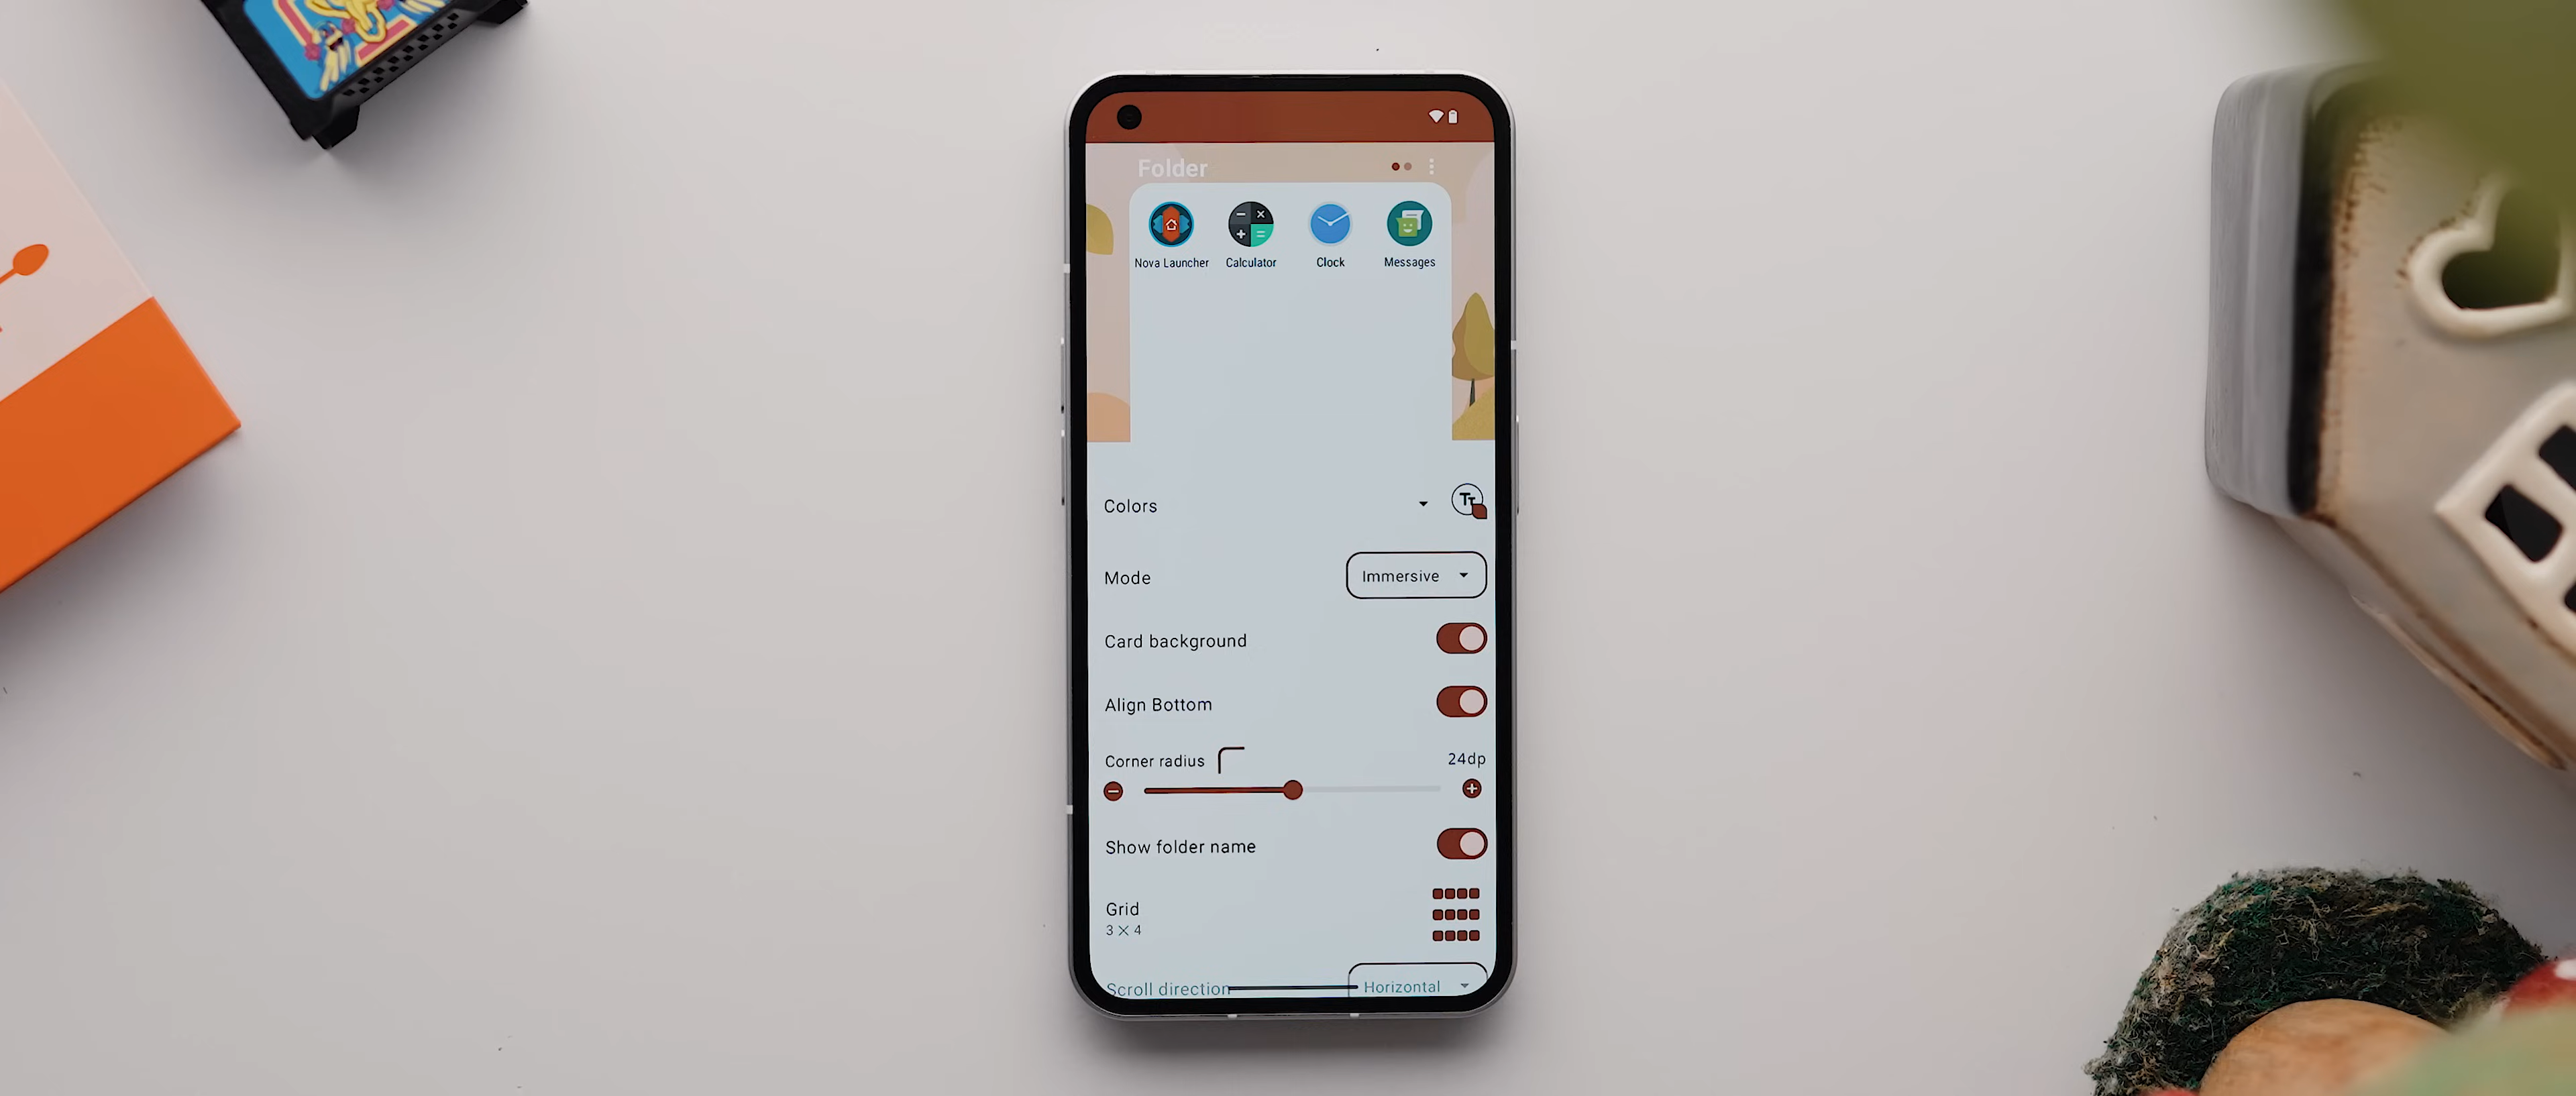 Folder
Nova Launcher Calculator Clock Messages
Colors
Tt
Mode Immersive
Card background
Align Bottom
Corner radius 24dp
Show folder name
Grid
3 × 4
Scroll direction Horizontal